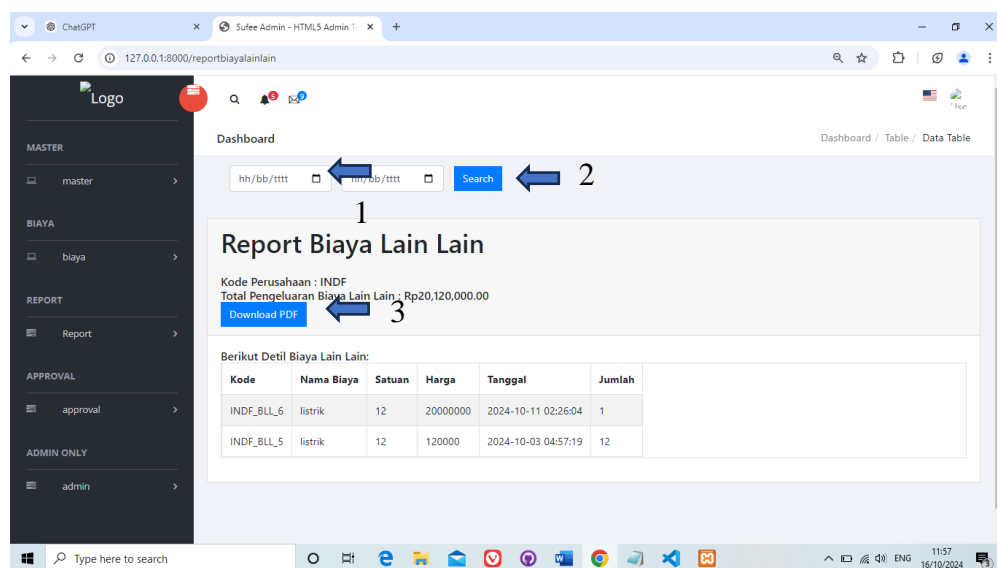 ChatGPT
Sufee Admin - HTML5 Admin Te
127.0.0.1:8000/reportbiayalainlain
Logo
5
9
Dashboard
Dashboard / Table / Data Table
MASTER
master
BIAYA
biaya
REPORT
Report
APPROVAL
approval
ADMIN ONLY
admin
hh/bb/tttt
hh/bb/tttt
Search
2
1
Report Biaya Lain Lain
Kode Perusahaan : INDF
Total Pengeluaran Biaya Lain Lain : Rp20,120,000.00
Download PDF
3
Berikut Detil Biaya Lain Lain:
Kode Nama Biaya Satuan Harga Tanggal Jumlah
INDF_BLL_6 listrik 12 20000000 2024-10-11 02:26:04 1
INDF_BLL_5 listrik 12 120000 2024-10-03 04:57:19 12
Type here to search
ENG
11:57
16/10/2024